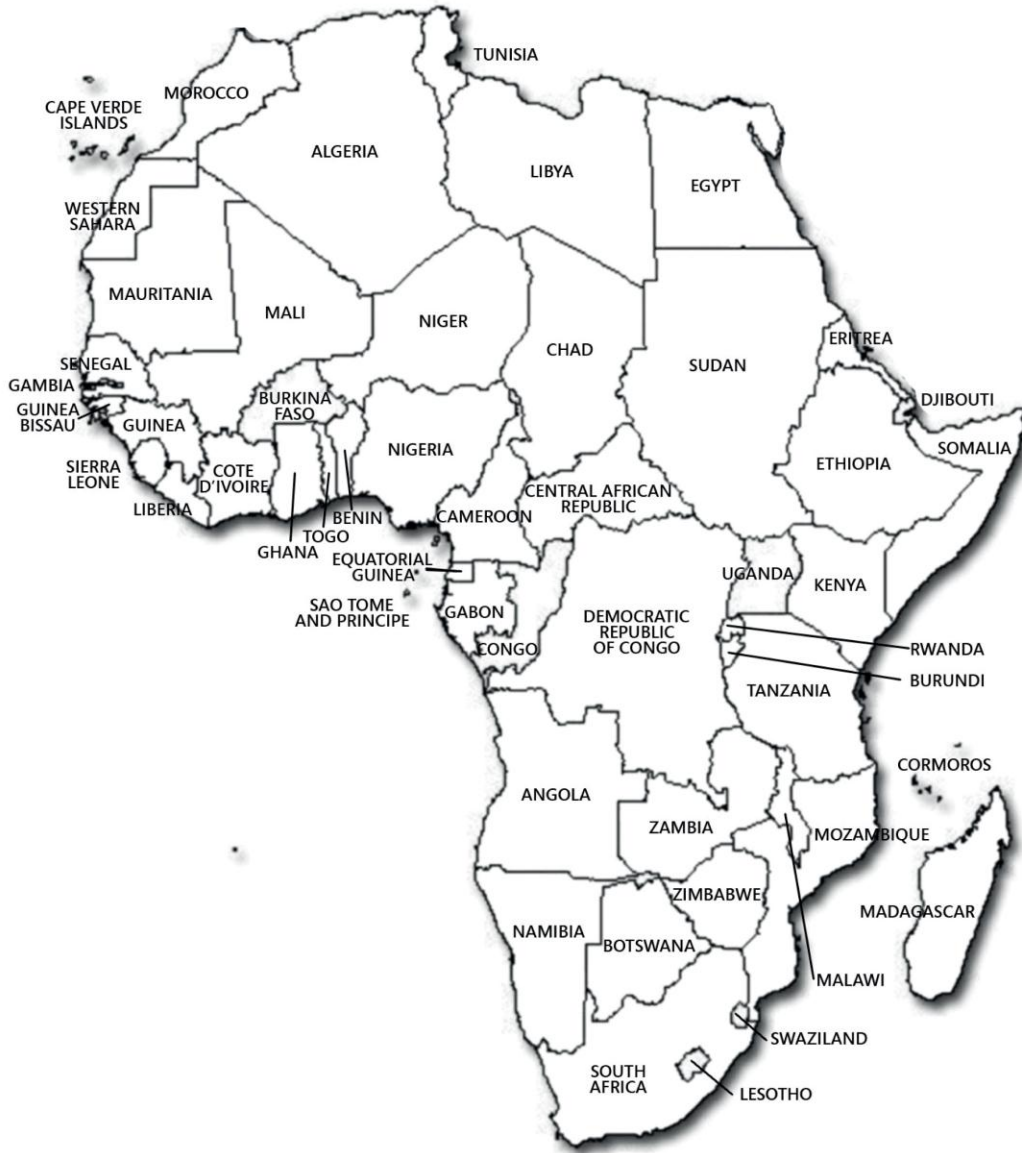 TUNISIA
MOROCCO
CAPE VERDE
ISLANDS
ALGERIA
LIBYA
EGYPT
WESTERN
SAHARA
MAURITANIA
MALI
NIGER
CHAD
SUDAN
ERITREA
SENEGAL
GAMBIA
GUINEA
BISSAU
GUINEA
BURKINA
FASO
NIGERIA
DJIBOUTI
SOMALIA
ETHIOPIA
SIERRA
LEONE
COTE
D'IVOIRE
LIBERIA
GHANA
TOGO
BENIN
CAMEROON
CENTRAL AFRICAN
REPUBLIC
EQUATORIAL
GUINEA
SAO TOME
AND PRINCIPE
GABON
CONGO
DEMOCRATIC
REPUBLIC
OF CONGO
UGANDA
KENYA
RWANDA
BURUNDI
TANZANIA
CORMOROS
ANGOLA
ZAMBIA
MOZAMBIQUE
ZIMBABWE
MADAGASCAR
NAMIBIA
BOTSWANA
MALAWI
SWAZILAND
SOUTH
AFRICA
LESOTHO